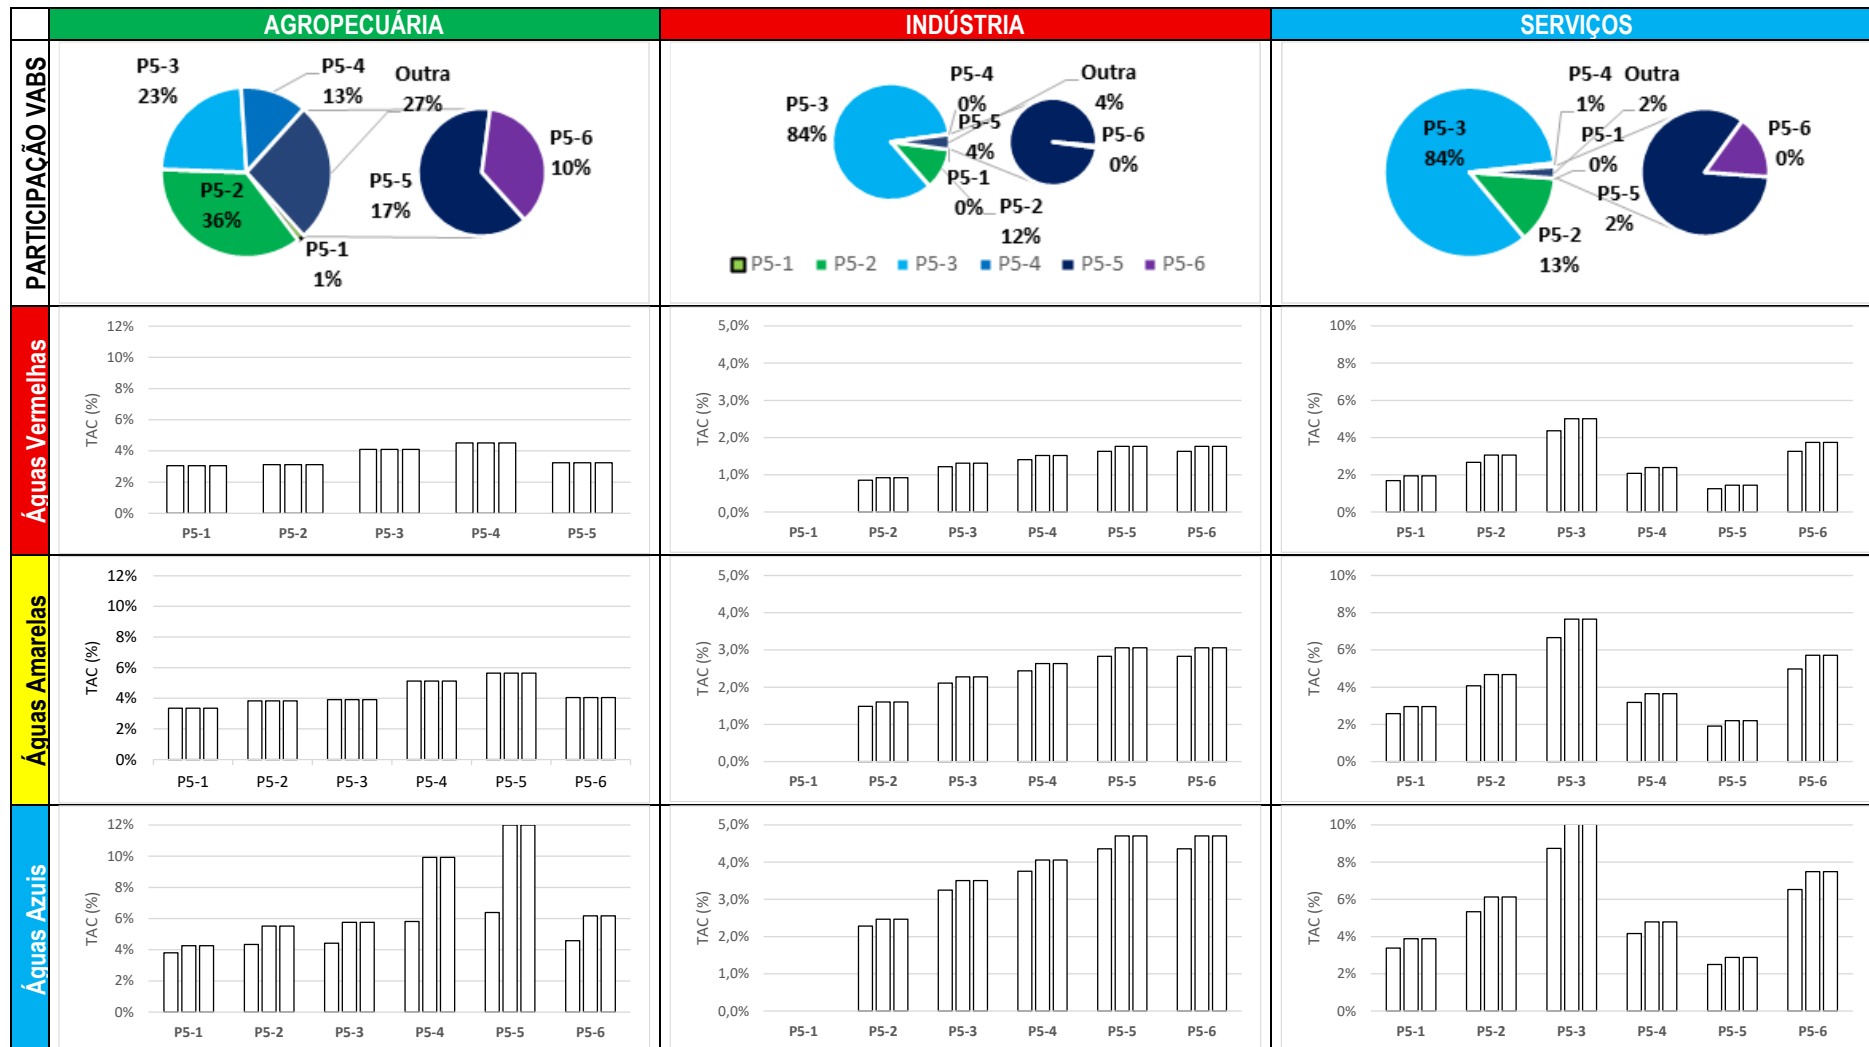 AGROPECUÁRIA
INDÚSTRIA
SERVIÇOS
PARTICIPAÇÃO VABS
P5-3
23%
P5-4
13%
Outra
27%
P5-2
36%
P5-1
1%
P5-5
17%
P5-6
10%
P5-3
84%
P5-4
0%
Outra
4%
P5-5
4%
P5-6
0%
P5-1
0%
P5-2
12%
P5-1 P5-2 P5-3 P5-4 P5-5 P5-6
P5-3
84%
P5-4
1%
Outra
2%
P5-1
0%
P5-6
0%
P5-5
2%
P5-2
13%
Águas Vermelhas
TAC (%)
12%
10%
8%
6%
4%
2%
0%
P5-1 P5-2 P5-3 P5-4 P5-5
TAC (%)
5,0%
4,0%
3,0%
2,0%
1,0%
0,0%
P5-1 P5-2 P5-3 P5-4 P5-5 P5-6
TAC (%)
10%
8%
6%
4%
2%
0%
P5-1 P5-2 P5-3 P5-4 P5-5 P5-6
Águas Amarelas
TAC (%)
12%
10%
8%
6%
4%
2%
0%
P5-1 P5-2 P5-3 P5-4 P5-5 P5-6
TAC (%)
5,0%
4,0%
3,0%
2,0%
1,0%
0,0%
P5-1 P5-2 P5-3 P5-4 P5-5 P5-6
TAC (%)
10%
8%
6%
4%
2%
0%
P5-1 P5-2 P5-3 P5-4 P5-5 P5-6
Águas Azuis
TAC (%)
12%
10%
8%
6%
4%
2%
0%
P5-1 P5-2 P5-3 P5-4 P5-5 P5-6
TAC (%)
5,0%
4,0%
3,0%
2,0%
1,0%
0,0%
P5-1 P5-2 P5-3 P5-4 P5-5 P5-6
TAC (%)
10%
8%
6%
4%
2%
0%
P5-1 P5-2 P5-3 P5-4 P5-5 P5-6